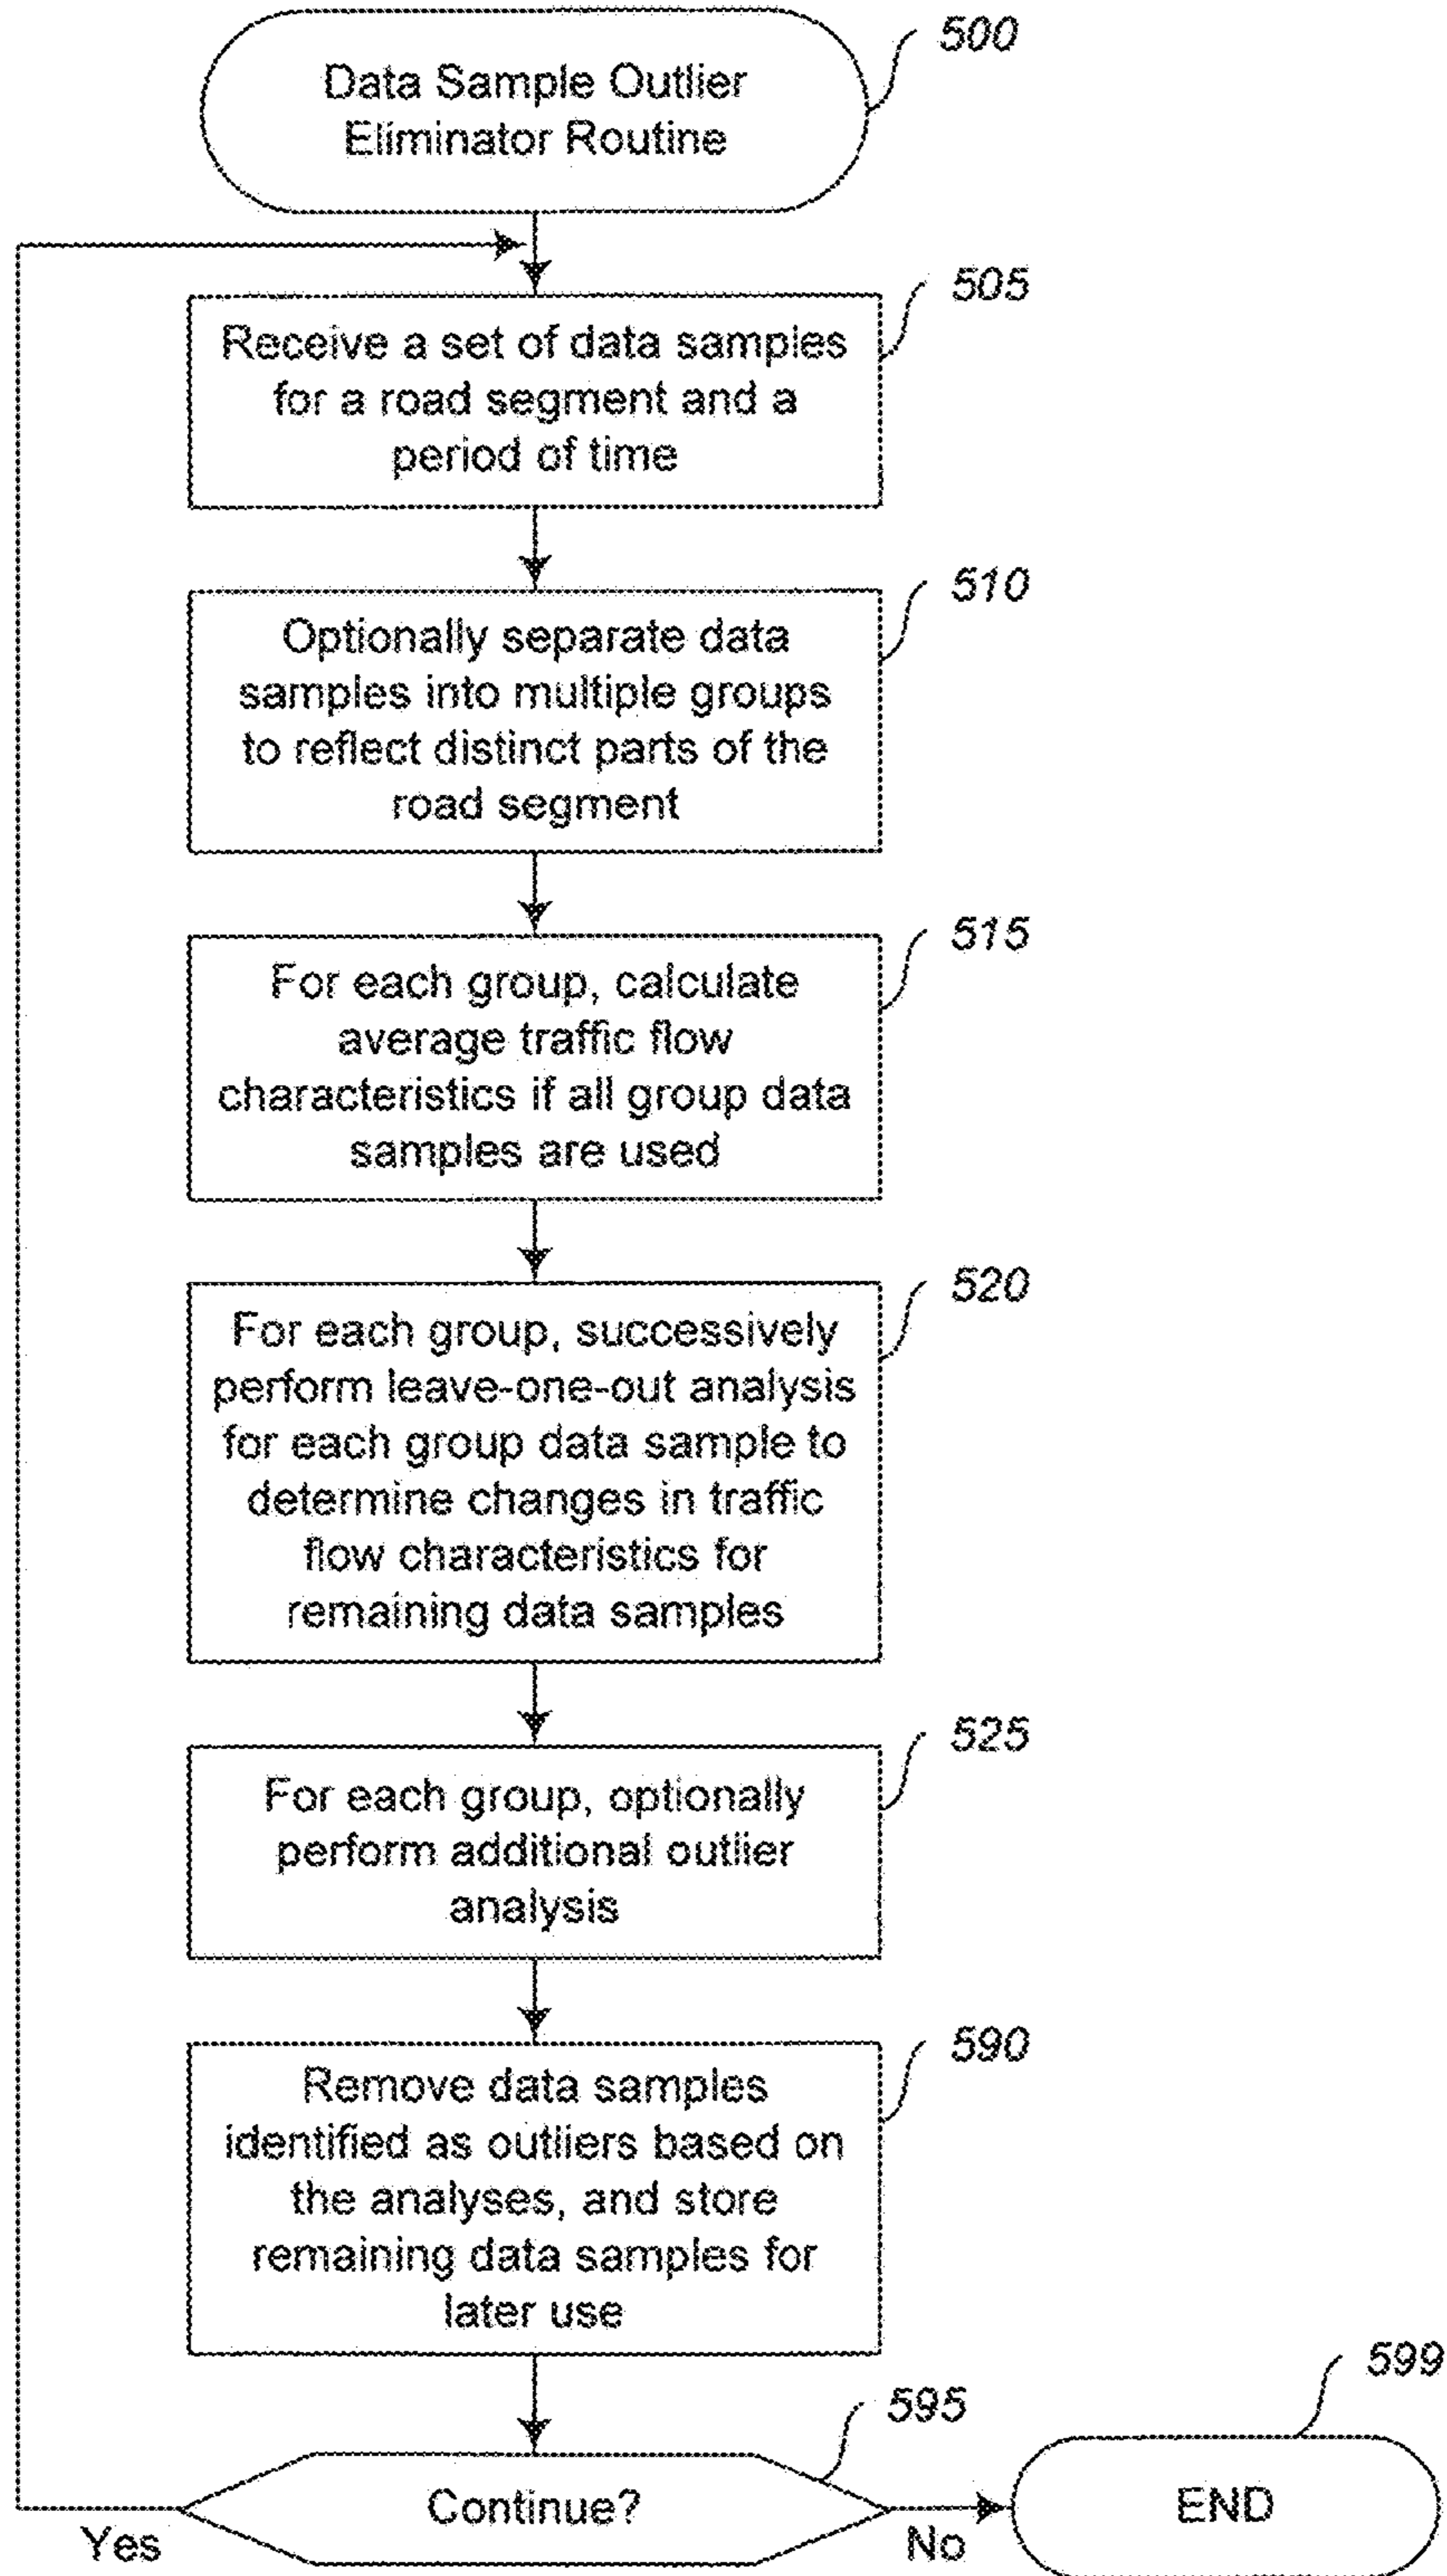 500
Data Sample Outlier
Eliminator Routine
505
Receive a set of data samples
for a road segment and a
period of time
510
Optionally separate data
samples into multiple groups
to reflect distinct parts of the
road segment
515
For each group, calculate
average traffic flow
characteristics if all group data
samples are used
520
For each group, successively
perform leave-one-out analysis
for each group data sample to
determine changes in traffic
flow characteristics for
remaining data samples
525
For each group, optionally
perform additional outlier
analysis
590
Remove data samples
identified as outliers based on
the analyses, and store
remaining data samples for
later use
595
Continue?
Yes
No
599
END